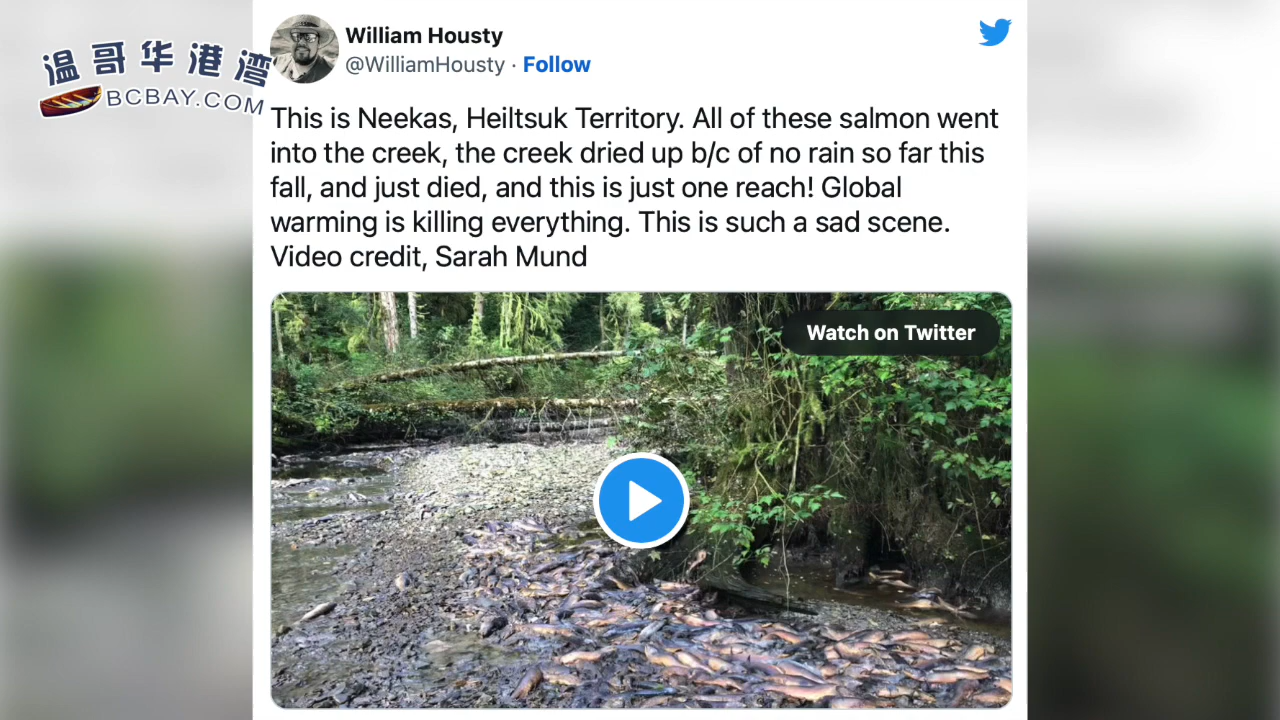 温哥华港湾
BCBAY.COM
William Housty
@WilliamHousty · Follow
This is Neekas, Heiltsuk Territory. All of these salmon went
into the creek, the creek dried up b/c of no rain so far this
fall, and just died, and this is just one reach! Global
warming is killing everything. This is such a sad scene.
Video credit, Sarah Mund
Watch on Twitter